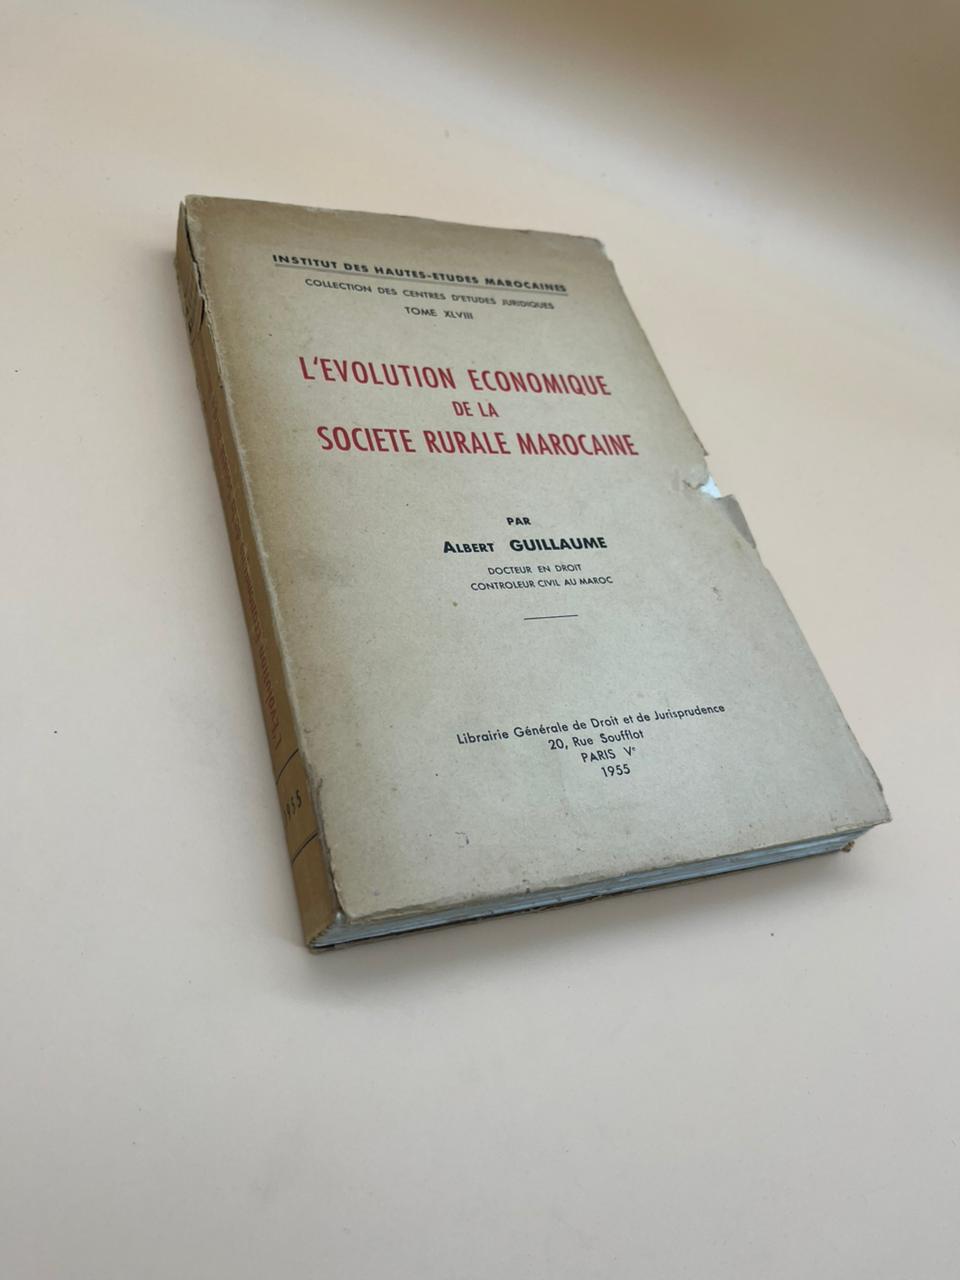 INSTITUT DES HAUTES-ETUDES MAROCAINES
COLLECTION DES CENTRES D'ETUDES JURIDIQUES
TOME XLVIII
L'EVOLUTION ECONOMIQUE
DE LA
SOCIETE RURALE MAROCAINE
PAR
ALBERT GUILLAUME
DOCTEUR EN DROIT
CONTROLEUR CIVIL AU MAROC
Librairie Générale de Droit et de Jurisprudence
20, Rue Soufflot
PARIS Vᵉ
1955
L'Evolution Economique
1955